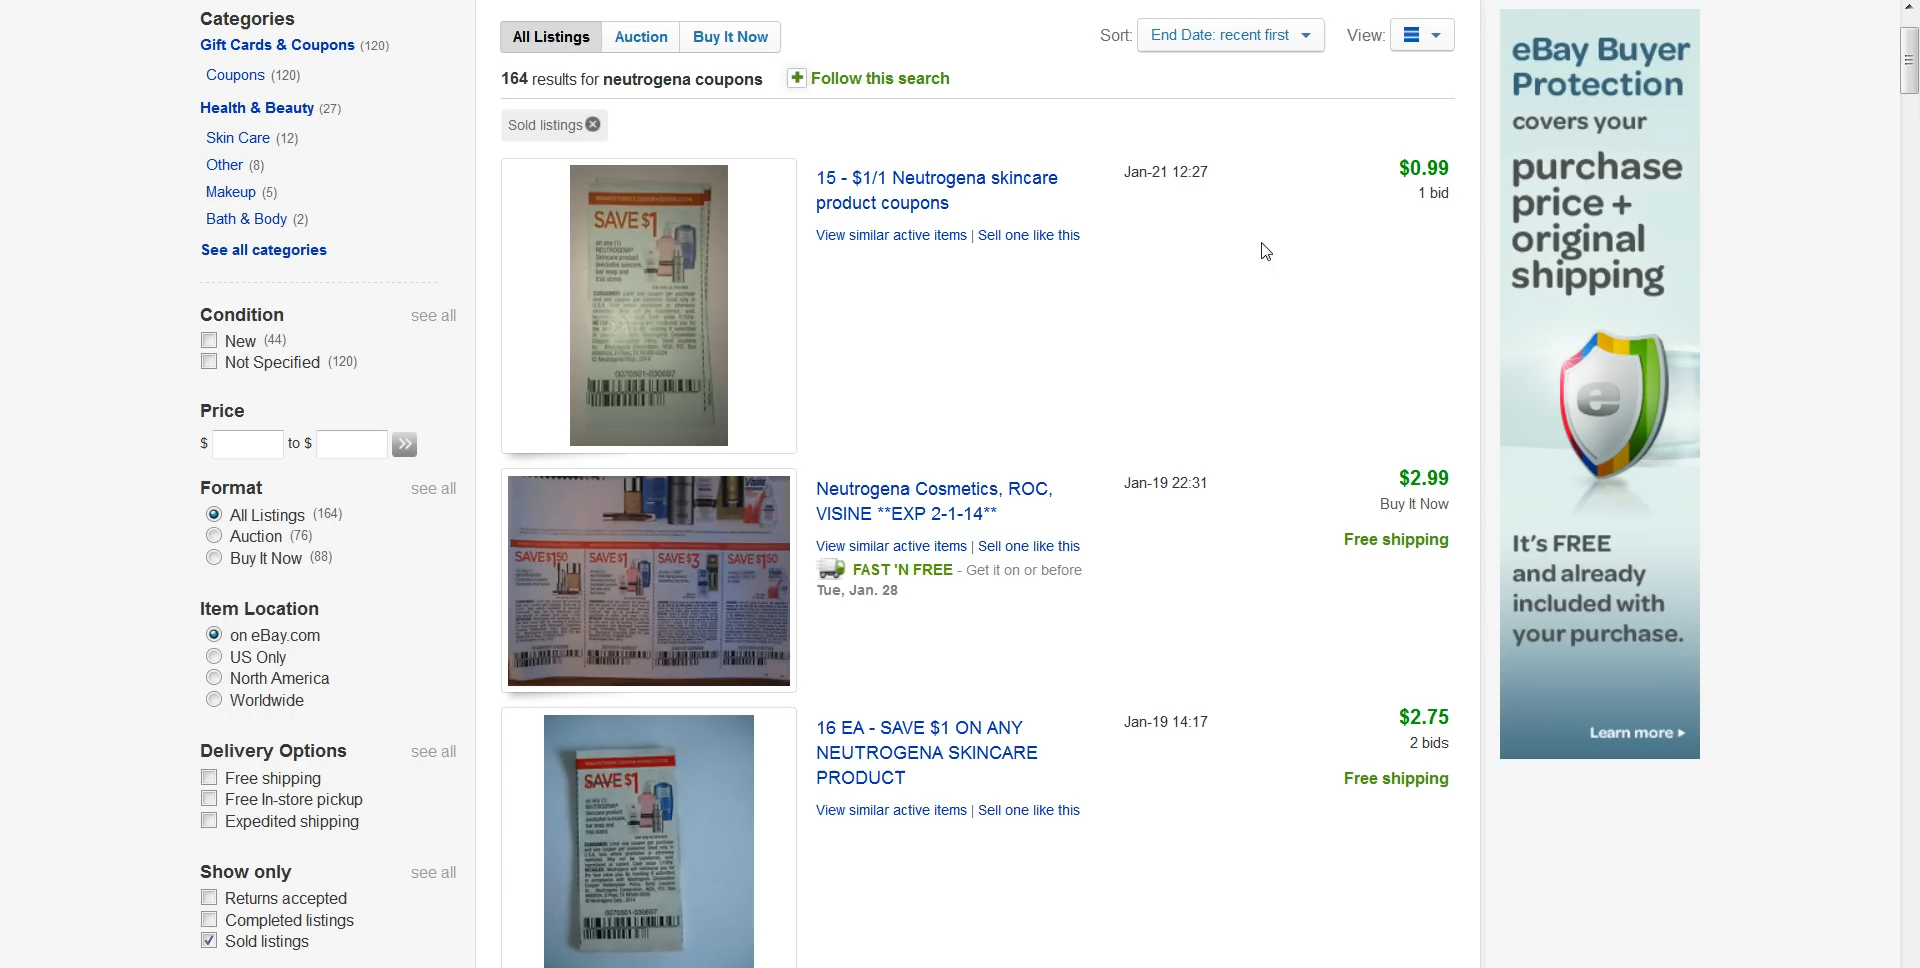 Categories
Gift Cards & Coupons (120)
Coupons (120)
Health & Beauty (27)
Skin Care (12)
Other (8)
Makeup (5)
Bath & Body (2)
See all categories
Condition see all
New (44)
Not Specified (120)
Price
$ to $
Format see all
All Listings (164)
Auction (76)
Buy It Now (88)
Item Location
on eBay.com
US Only
North America
Worldwide
Delivery Options see all
Free shipping
Free In-store pickup
Expedited shipping
Show only see all
Returns accepted
Completed listings
Sold listings
All Listings Auction Buy It Now
Sort: End Date: recent first View:
164 results for neutrogena coupons Follow this search
Sold listings
SAVE $1
0070501-030697
15 - $1/1 Neutrogena skincare
product coupons
View similar active items | Sell one like this
Jan-21 12:27
$0.99
1 bid
SAVE $1.50 SAVE $1 SAVE $3 SAVE $1.50
Neutrogena Cosmetics, ROC,
VISINE **EXP 2-1-14**
View similar active items | Sell one like this
FAST 'N FREE - Get it on or before
Tue, Jan. 28
Jan-19 22:31
$2.99
Buy It Now
Free shipping
SAVE $1
0070501-030697
16 EA - SAVE $1 ON ANY
NEUTROGENA SKINCARE
PRODUCT
View similar active items | Sell one like this
Jan-19 14:17
$2.75
2 bids
Free shipping
eBay Buyer
Protection
covers your
purchase
price +
original
shipping
e
It's FREE
and already
included with
your purchase.
Learn more